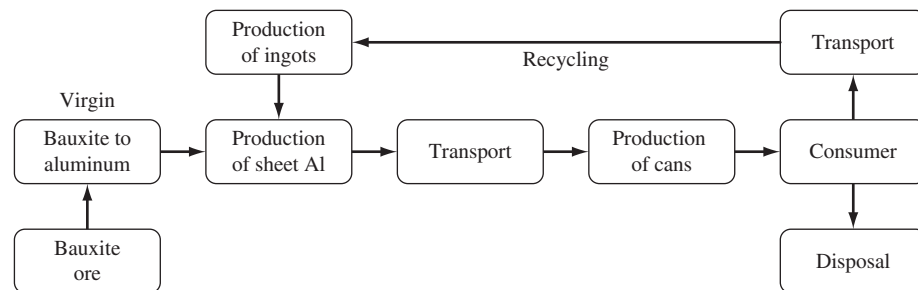 Production
of ingots
Transport
Recycling
Virgin
Bauxite to
aluminum
Production
of sheet Al
Transport
Production
of cans
Consumer
Bauxite
ore
Disposal